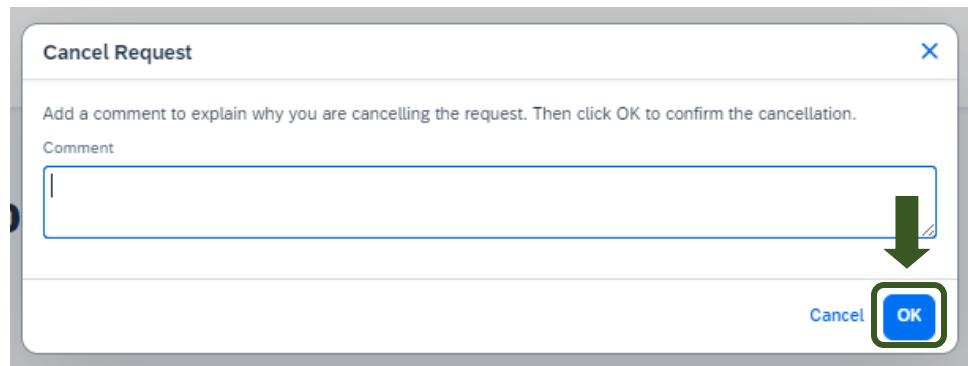 Cancel Request
Add a comment to explain why you are cancelling the request. Then click OK to confirm the cancellation.
Comment
Cancel OK